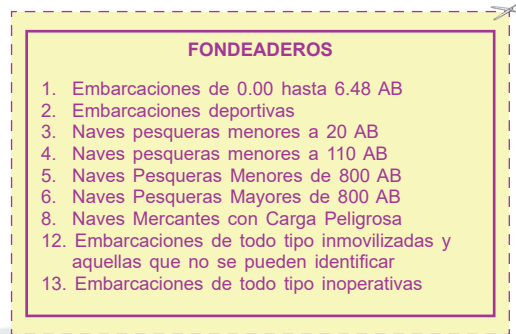 FONDEADEROS
1. Embarcaciones de 0.00 hasta 6.48 AB
2. Embarcaciones deportivas
3. Naves pesqueras menores a 20 AB
4. Naves pesqueras menores a 110 AB
5. Naves Pesqueras Menores de 800 AB
6. Naves Pesqueras Mayores de 800 AB
8. Naves Mercantes con Carga Peligrosa
12. Embarcaciones de todo tipo inmovilizadas y
aquellas que no se pueden identificar
13. Embarcaciones de todo tipo inoperativas